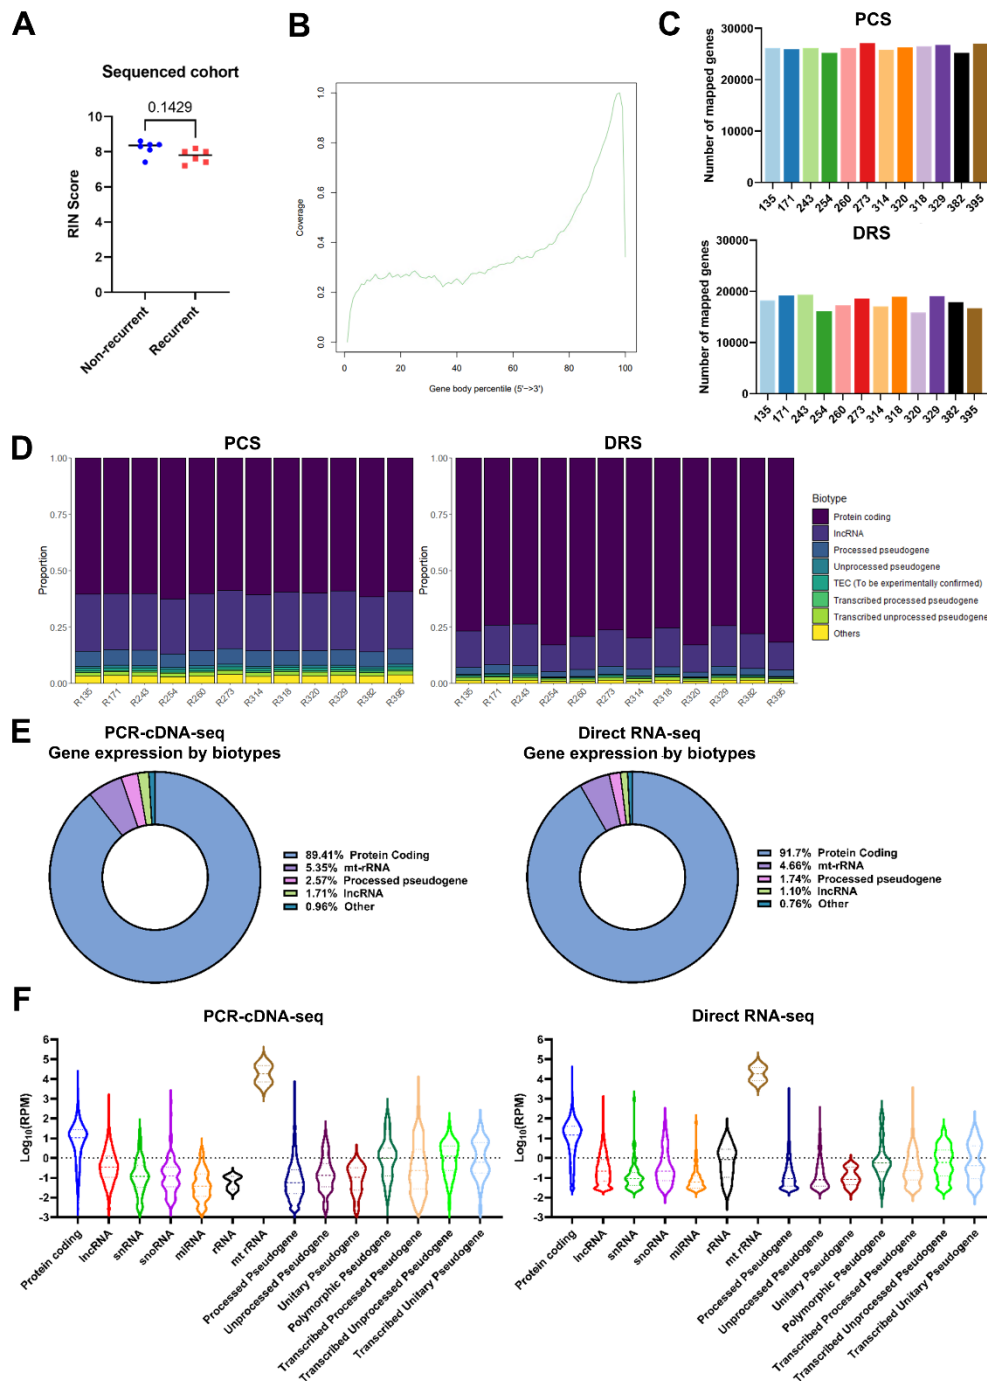 A
Sequenced cohort
0.1429
10
8
6
4
2
0
RIN Score
Non-recurrent
Recurrent
B
1.0
0.8
0.6
0.4
0.2
0.0
Coverage
0 20 40 60 80 100
Gene body percentile (5'->3')
C
PCS
30000
20000
10000
0
Number of mapped genes
135 171 243 254 260 273 314 320 318 329 382 395
DRS
30000
20000
10000
0
Number of mapped genes
135 171 243 254 260 273 314 318 320 329 382 395
D
PCS
1.00
0.75
0.50
0.25
0.00
Proportion
R135 R171 R243 R254 R260 R273 R314 R318 R320 R329 R382 R395
DRS
1.00
0.75
0.50
0.25
0.00
Proportion
R135 R171 R243 R254 R260 R273 R314 R318 R320 R329 R382 R395
Biotype
Protein coding
lncRNA
Processed pseudogene
Unprocessed pseudogene
TEC (To be experimentally confirmed)
Transcribed processed pseudogene
Transcribed unprocessed pseudogene
Others
E
PCR-cDNA-seq
Gene expression by biotypes
89.41% Protein Coding
5.35% mt-rRNA
2.57% Processed pseudogene
1.71% lncRNA
0.96% Other
Direct RNA-seq
Gene expression by biotypes
91.7% Protein Coding
4.66% mt-rRNA
1.74% Processed pseudogene
1.10% lncRNA
0.76% Other
F
PCR-cDNA-seq
6
5
4
3
2
1
0
-1
-2
-3
Log10(RPM)
Protein coding
lncRNA
snRNA
snoRNA
miRNA
rRNA
mt rRNA
Processed Pseudogene
Unprocessed Pseudogene
Unitary Pseudogene
Polymorphic Pseudogene
Transcribed Processed Pseudogene
Transcribed Unprocessed Pseudogene
Transcribed Unitary Pseudogene
Direct RNA-seq
6
5
4
3
2
1
0
-1
-2
-3
Log10(RPM)
Protein coding
lncRNA
snRNA
snoRNA
miRNA
rRNA
mt rRNA
Processed Pseudogene
Unprocessed Pseudogene
Unitary Pseudogene
Polymorphic Pseudogene
Transcribed Processed Pseudogene
Transcribed Unprocessed Pseudogene
Transcribed Unitary Pseudogene